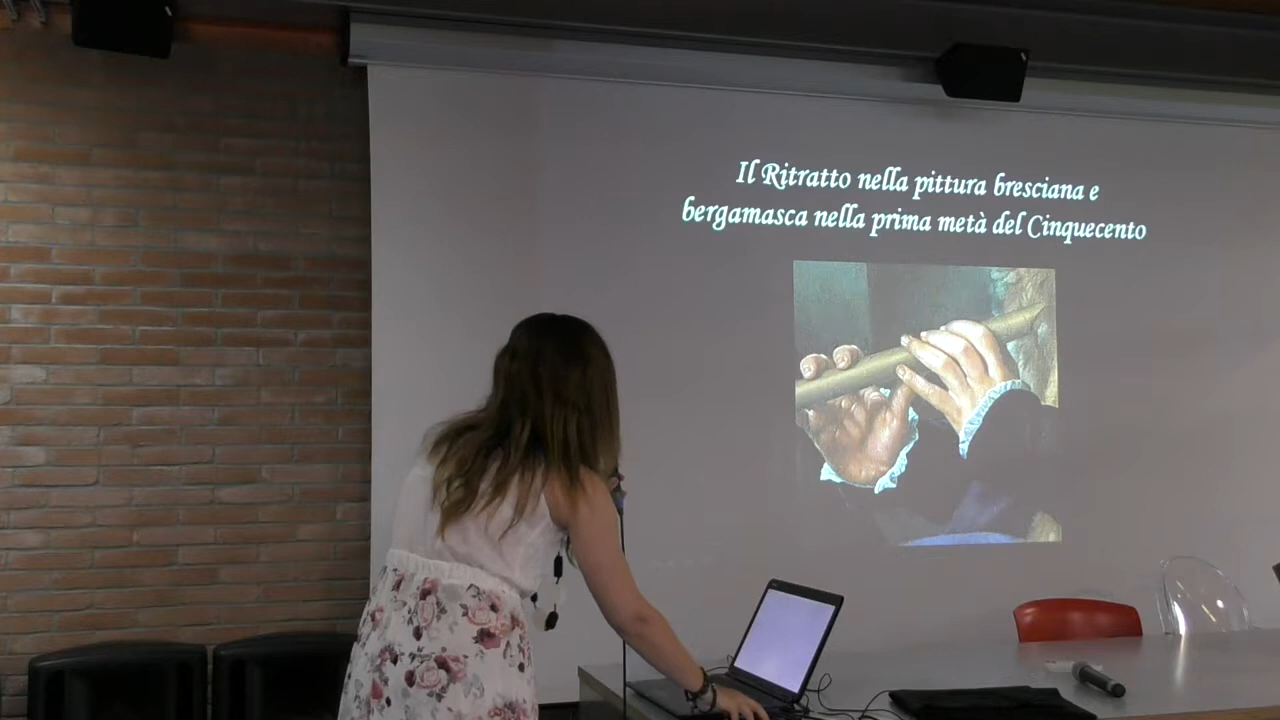 Il Ritratto nella pittura bresciana e
bergamasca nella prima metà del Cinquecento